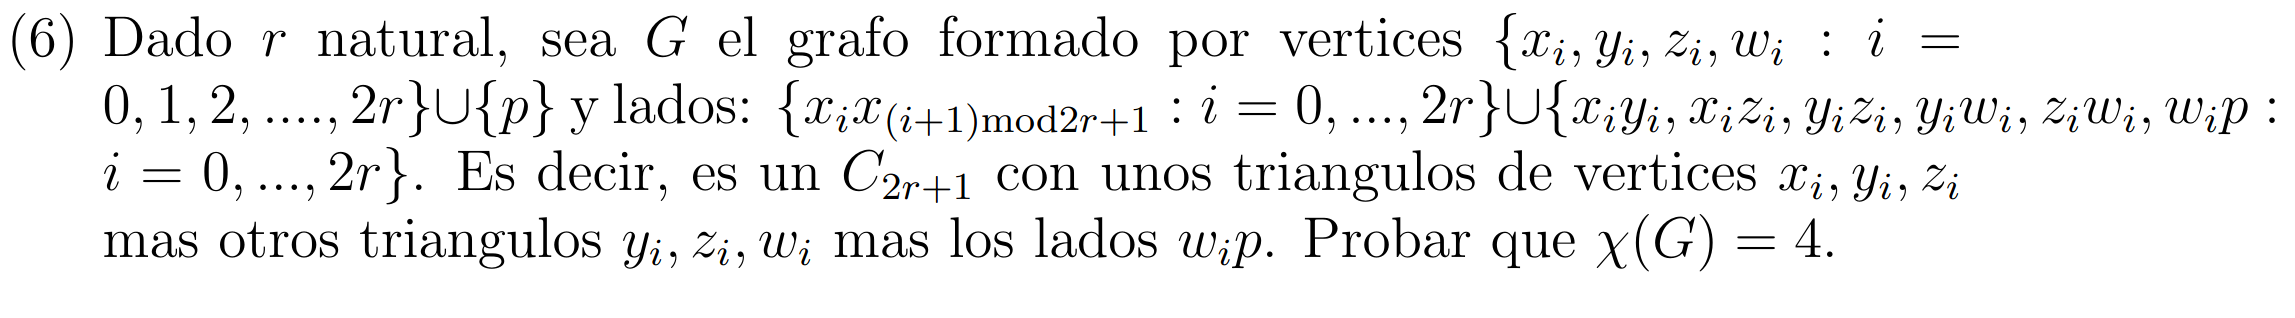 (6) Dado r natural, sea G el grafo formado por vertices {x_i, y_i, z_i, w_i : i =
0, 1, 2, ...., 2r}∪{p} y lados: {x_i x_{(i+1)mod2r+1} : i = 0, ..., 2r}∪{x_i y_i, x_i z_i, y_i z_i, y_i w_i, z_i w_i, w_i p :
i = 0, ..., 2r}. Es decir, es un C_{2r+1} con unos triangulos de vertices x_i, y_i, z_i
mas otros triangulos y_i, z_i, w_i mas los lados w_i p. Probar que χ(G) = 4.